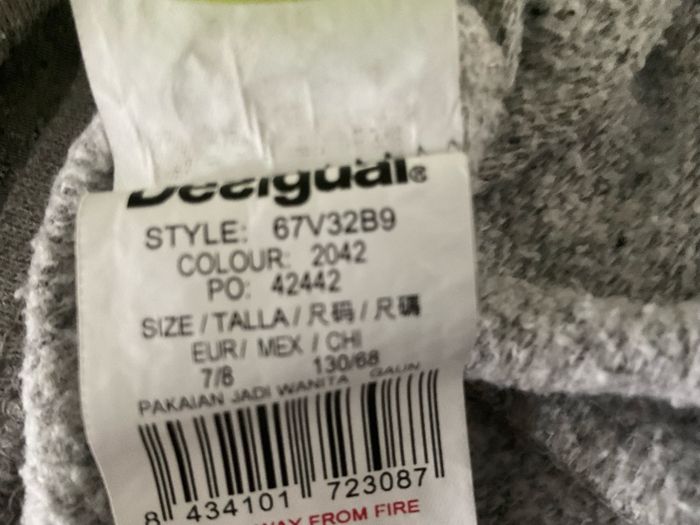 Desigual®
STYLE: 67V32B9
COLOUR: 2042
PO: 42442
SIZE / TALLA / 尺码 / 尺碼
EUR/ MEX / CHI
7/8 130/68
PAKAIAN JADI WANITA GAUN
8 434101 723087
WAY FROM FIRE